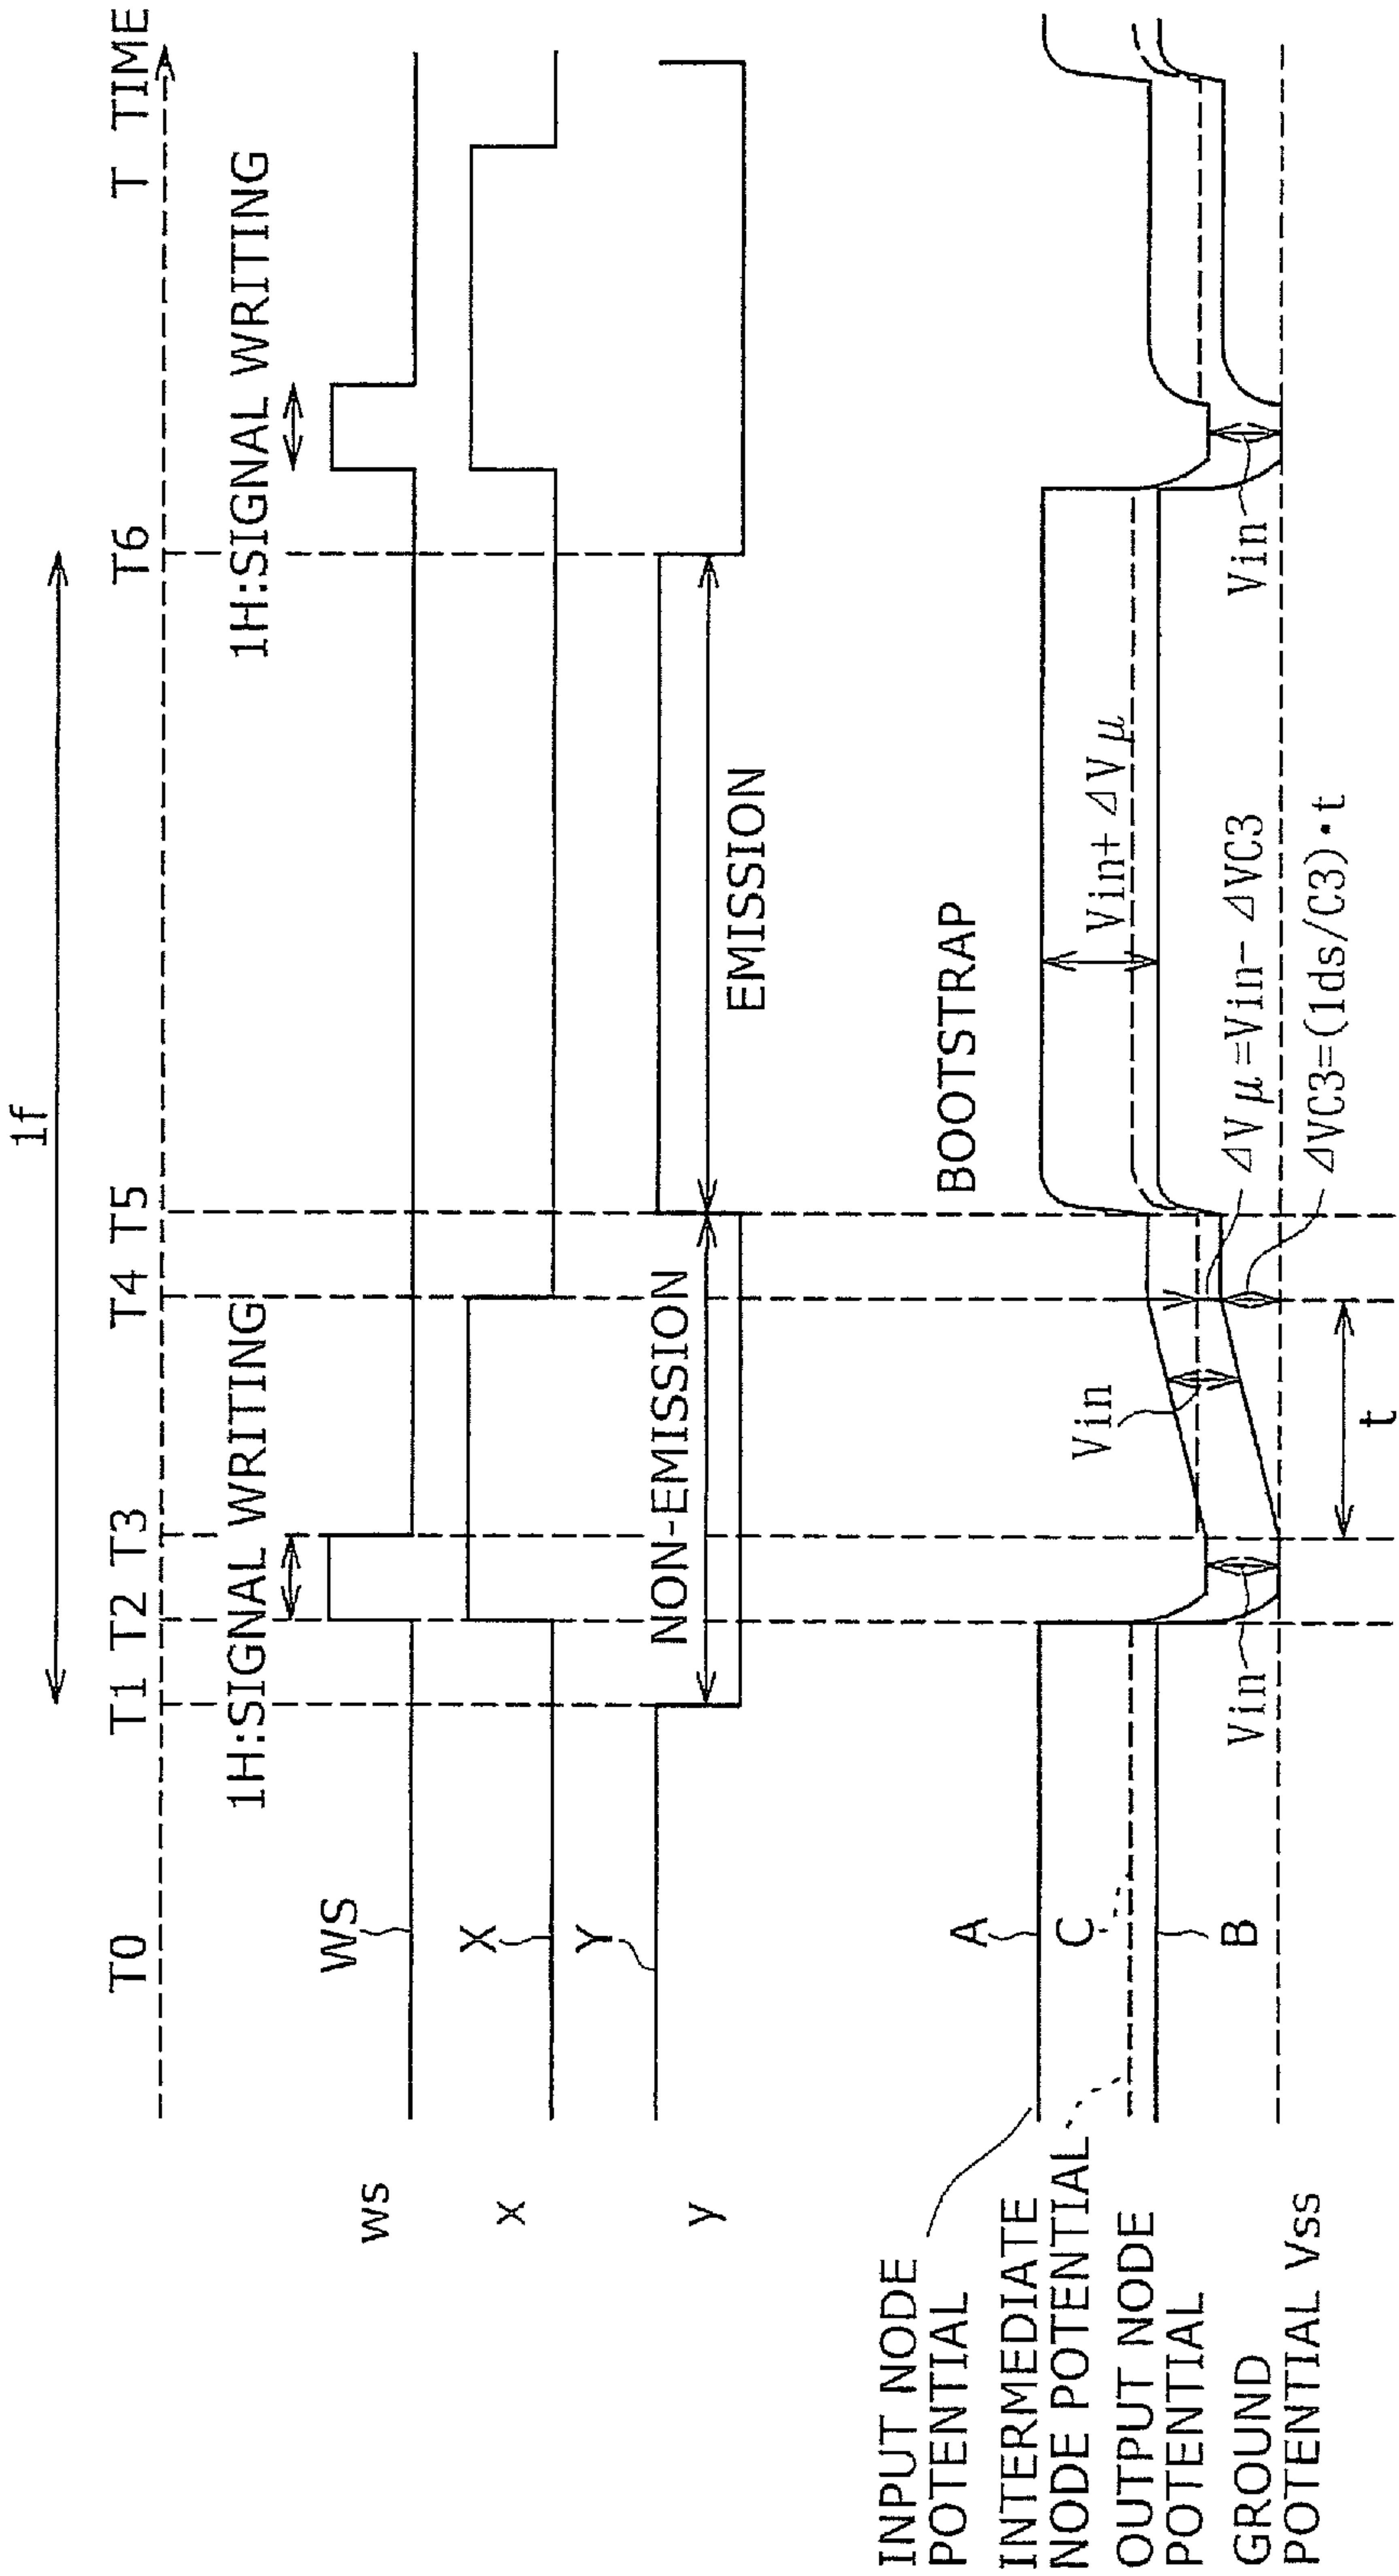 1f
T0
T1
T2
T3
T4
T5
T6
T TIME
1H:SIGNAL WRITING
1H:SIGNAL WRITING
ws
WS
x
X
y
Y
NON-EMISSION
EMISSION
BOOTSTRAP
INPUT NODE
POTENTIAL
A
INTERMEDIATE
NODE POTENTIAL
C
OUTPUT NODE
POTENTIAL
B
GROUND
POTENTIAL Vss
Vin
Vin
Vin+ ΔVμ
ΔVμ=Vin- ΔVC3
ΔVC3=(1ds/C3)•t
Vin
t